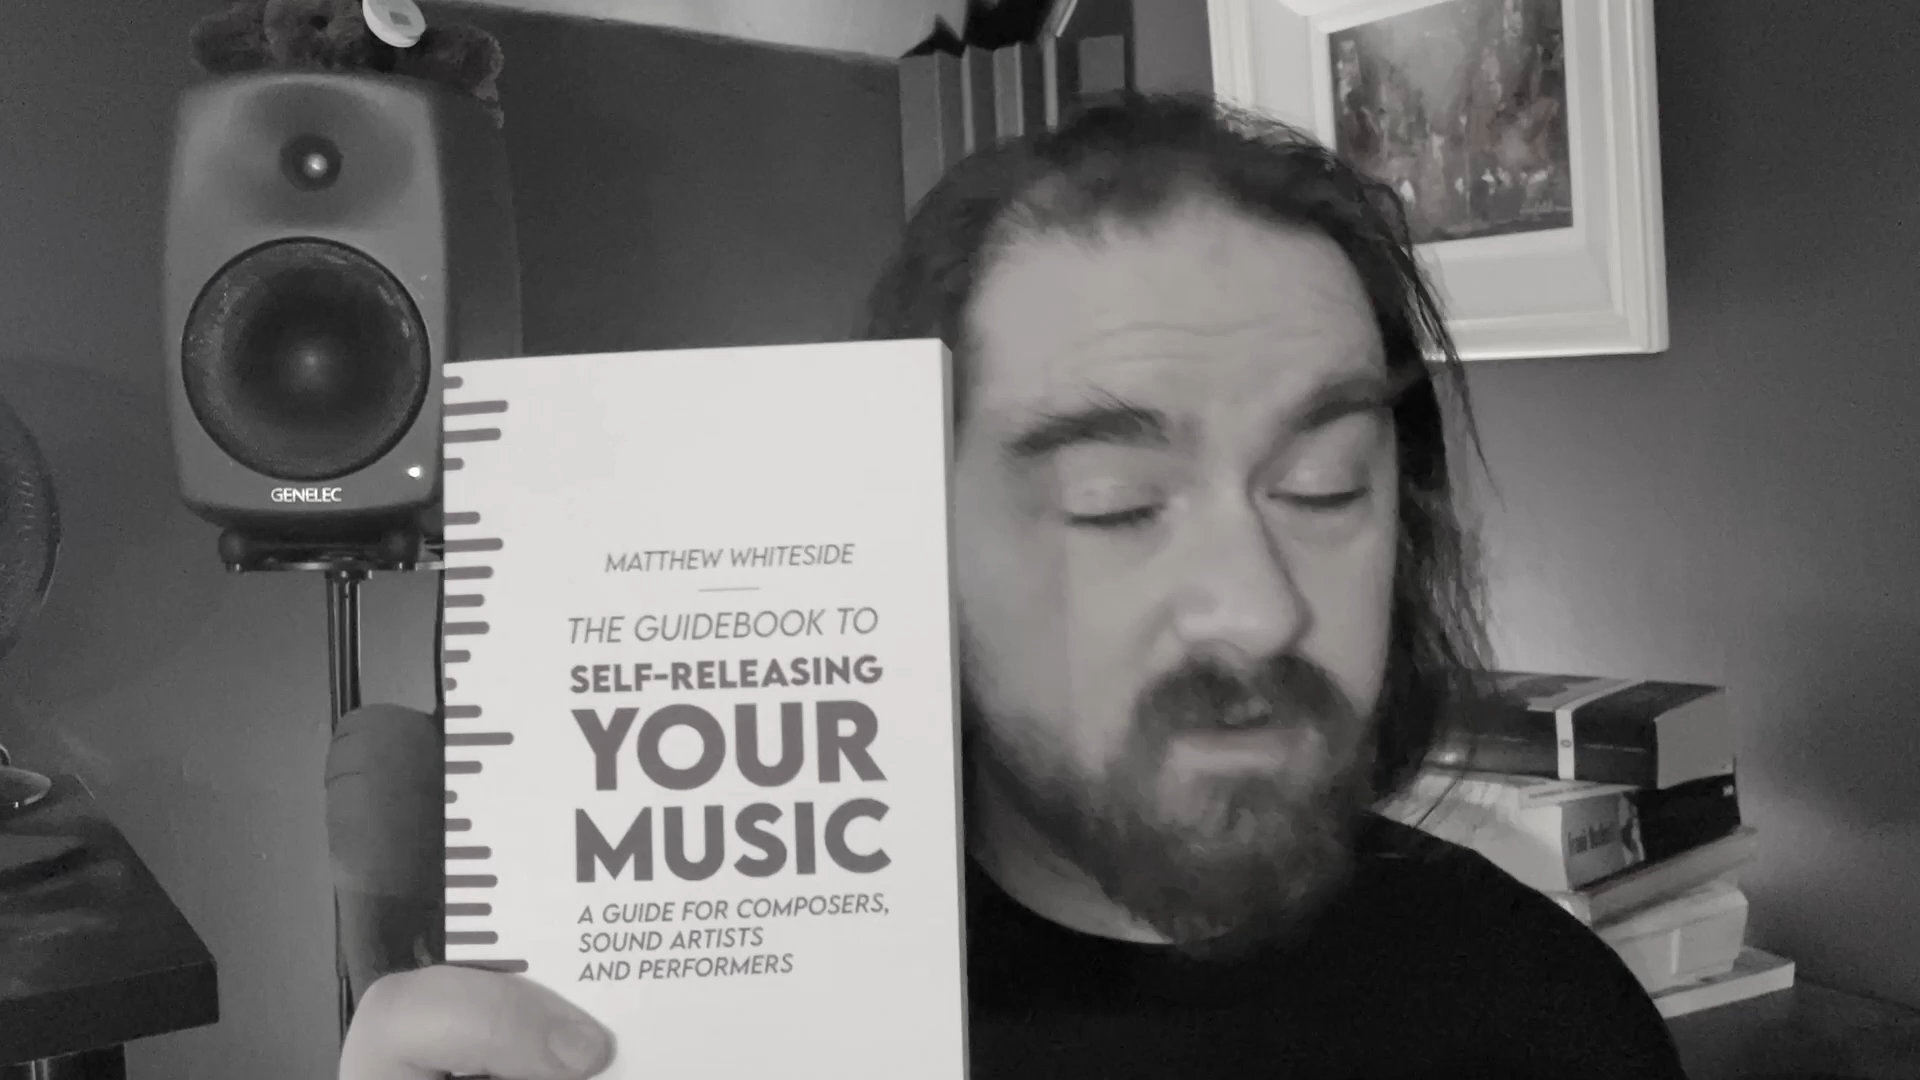 GENELEC
MATTHEW WHITESIDE
THE GUIDEBOOK TO
SELF-RELEASING
YOUR
MUSIC
A GUIDE FOR COMPOSERS,
SOUND ARTISTS
AND PERFORMERS